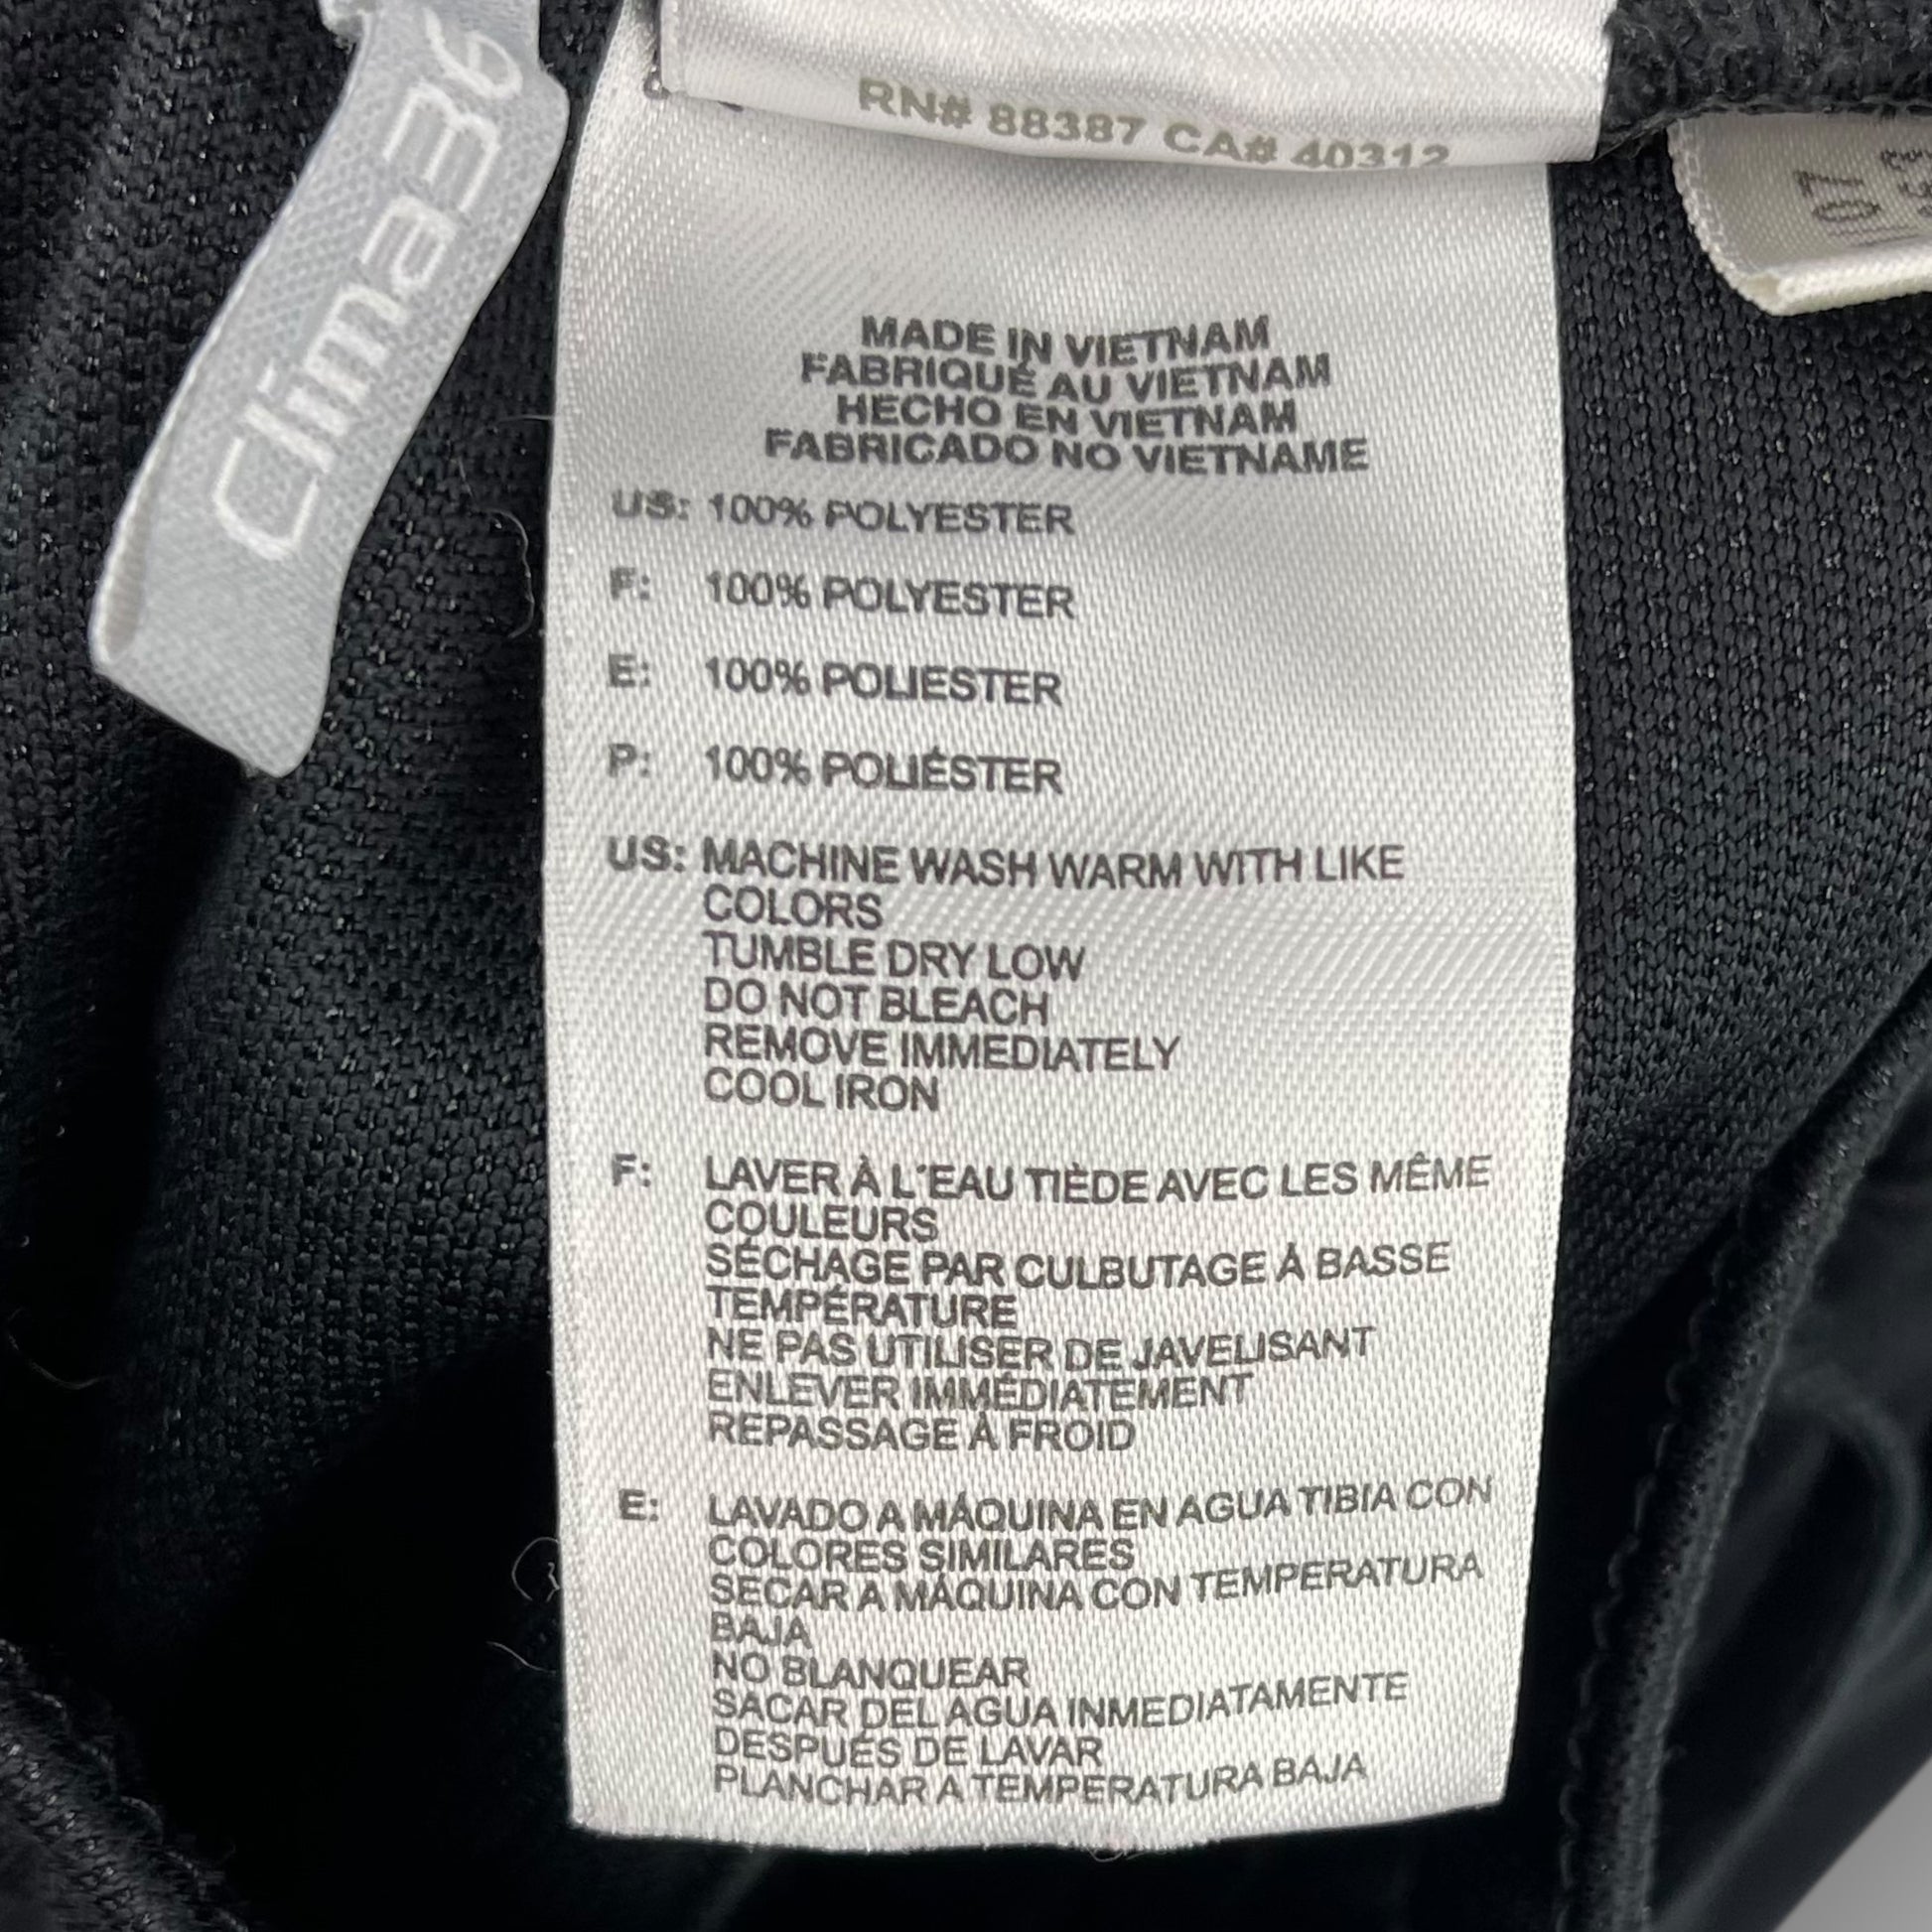 Clima36
RN# 88387 CA# 40312
07
MADE IN VIETNAM
FABRIQUÉ AU VIETNAM
HECHO EN VIETNAM
FABRICADO NO VIETNAME
US: 100% POLYESTER
F: 100% POLYESTER
E: 100% POLIESTER
P: 100% POLIÉSTER
US: MACHINE WASH WARM WITH LIKE
COLORS
TUMBLE DRY LOW
DO NOT BLEACH
REMOVE IMMEDIATELY
COOL IRON
F: LAVER À L'EAU TIÈDE AVEC LES MÊME
COULEURS
SÉCHAGE PAR CULBUTAGE À BASSE
TEMPÉRATURE
NE PAS UTILISER DE JAVELISANT
ENLEVER IMMÉDIATEMENT
REPASSAGE À FROID
E: LAVADO A MÁQUINA EN AGUA TIBIA CON
COLORES SIMILARES
SECAR A MÁQUINA CON TEMPERATURA
BAJA
NO BLANQUEAR
SACAR DEL AGUA INMEDIATAMENTE
DESPUÉS DE LAVAR
PLANCHAR A TEMPERATURA BAJA